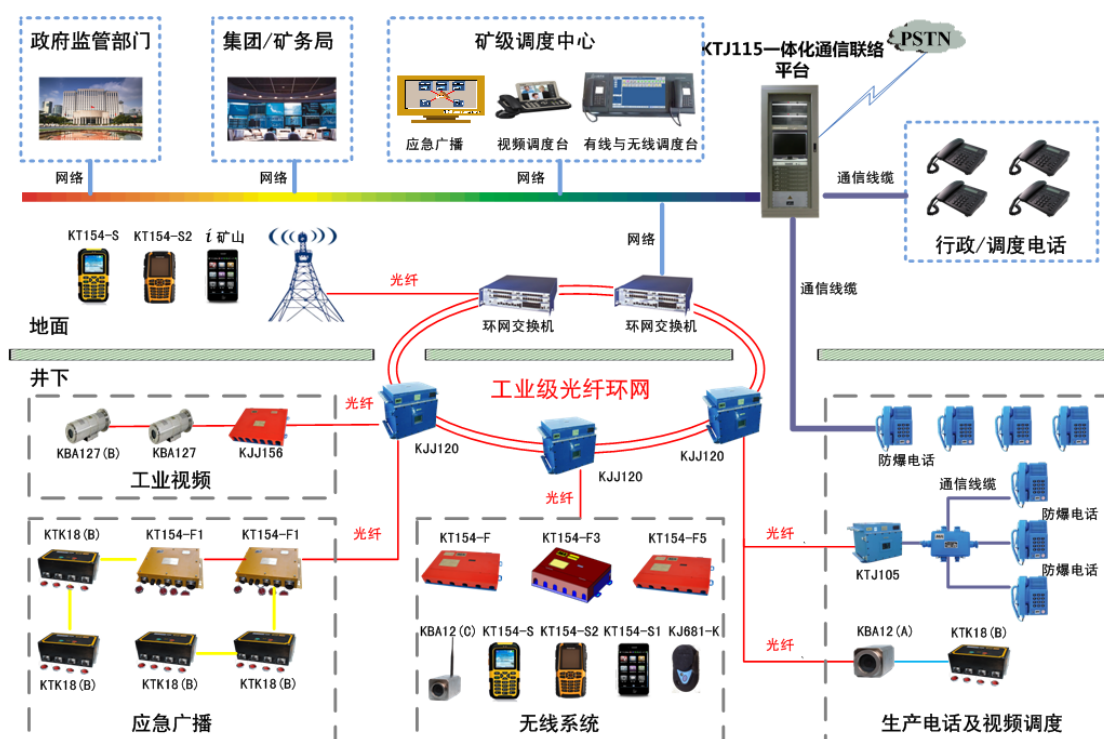 政府监管部门
集团/矿务局
矿级调度中心
应急广播
视频调度台
有线与无线调度台
KTJ115一体化通信联络
平台
PSTN
网络
网络
网络
通信线缆
行政/调度电话
KT154-S
KT154-S2
i 矿山
网络
光纤
通信线缆
环网交换机
环网交换机
地面
井下
工业级光纤环网
光纤
KBA127(B)
KBA127
KJJ156
工业视频
KJJ120
KJJ120
KJJ120
防爆电话
通信线缆
防爆电话
防爆电话
光纤
KTJ105
KTK18(B)
KT154-F1
KT154-F1
光纤
KTK18(B)
KTK18(B)
KTK18(B)
应急广播
光纤
KT154-F
KT154-F3
KT154-F5
KBA12(C)
KT154-S
KT154-S2
KT154-S1
KJ681-K
无线系统
光纤
KBA12(A)
KTK18(B)
生产电话及视频调度